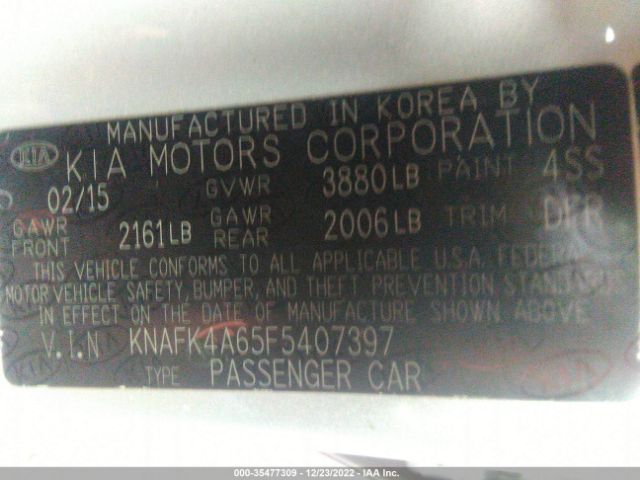 MANUFACTURED IN KOREA BY
KIA KIA MOTORS CORPORATION
02/15 GVWR 3880LB PAINT 4SS
GAWR FRONT 2161LB GAWR REAR 2006LB TRIM DFR
THIS VEHICLE CONFORMS TO ALL APPLICABLE U.S.A. FEDERAL
MOTOR VEHICLE SAFETY, BUMPER, AND THEFT PREVENTION STANDARDS
IN EFFECT ON THE DATE OF MANUFACTURE SHOWN ABOVE
V.I.N KNAFK4A65F5407397
TYPE PASSENGER CAR
000-35477309 - 12/23/2022 - IAA Inc.